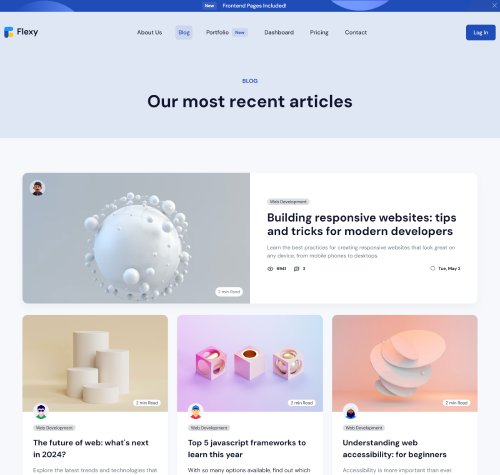 New Frontend Pages Included!
Flexy
About Us Blog Portfolio New Dashboard Pricing Contact Log In
BLOG
Our most recent articles
2 min Read
Web Development
Building responsive websites: tips
and tricks for modern developers
Learn the best practices for creating responsive websites that look great on
any device, from mobile phones to desktops.
6941 3 Tue, May 2
2 min Read
Web Development
The future of web: what's next
in 2024?
Explore the latest trends and technologies that
2 min Read
Web Development
Top 5 javascript frameworks to
learn this year
With so many options available, find out which
2 min Read
Web Development
Understanding web
accessibility: for beginners
Accessibility is more important than ever